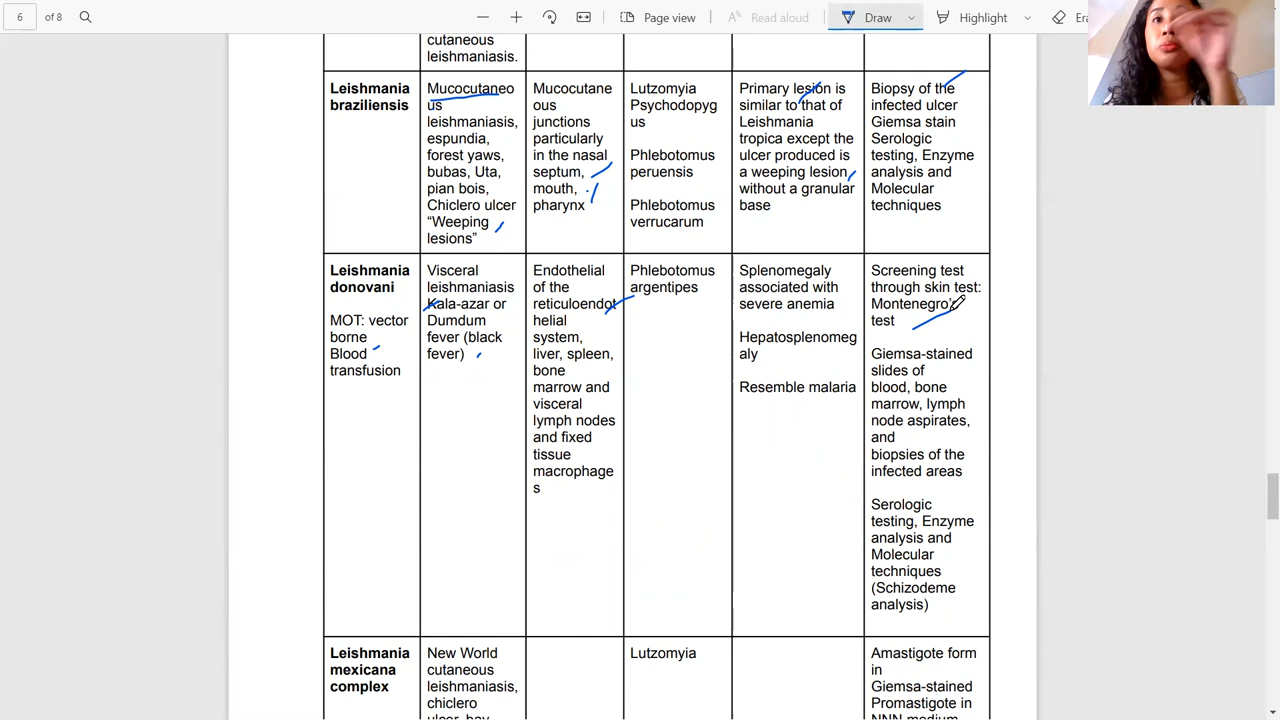 6 of 8
Page view
Read aloud
Draw
Highlight
cutaneous
leishmaniasis.
Leishmania
braziliensis
Mucocutaneo
us
leishmaniasis,
espundia,
forest yaws,
bubas, Uta,
pian bois,
Chiclero ulcer
“Weeping
lesions”
Mucocutane
ous
junctions
particularly
in the nasal
septum,
mouth,
pharynx
Lutzomyia
Psychodopyg
us
Phlebotomus
peruensis
Phlebotomus
verrucarum
Primary lesion is
similar to that of
Leishmania
tropica except the
ulcer produced is
a weeping lesion
without a granular
base
Biopsy of the
infected ulcer
Giemsa stain
Serologic
testing, Enzyme
analysis and
Molecular
techniques
Leishmania
donovani
MOT: vector
borne
Blood
transfusion
Visceral
leishmaniasis
Kala-azar or
Dumdum
fever (black
fever)
Endothelial
of the
reticuloendot
helial
system,
liver, spleen,
bone
marrow and
visceral
lymph nodes
and fixed
tissue
macrophage
s
Phlebotomus
argentipes
Splenomegaly
associated with
severe anemia
Hepatosplenomeg
aly
Resemble malaria
Screening test
through skin test:
Montenegro's
test
Giemsa-stained
slides of
blood, bone
marrow, lymph
node aspirates,
and
biopsies of the
infected areas
Serologic
testing, Enzyme
analysis and
Molecular
techniques
(Schizodeme
analysis)
Leishmania
mexicana
complex
New World
cutaneous
leishmaniasis,
chiclero
ulcer, bay
Lutzomyia
Amastigote form
in
Giemsa-stained
Promastigote in
NNN medium